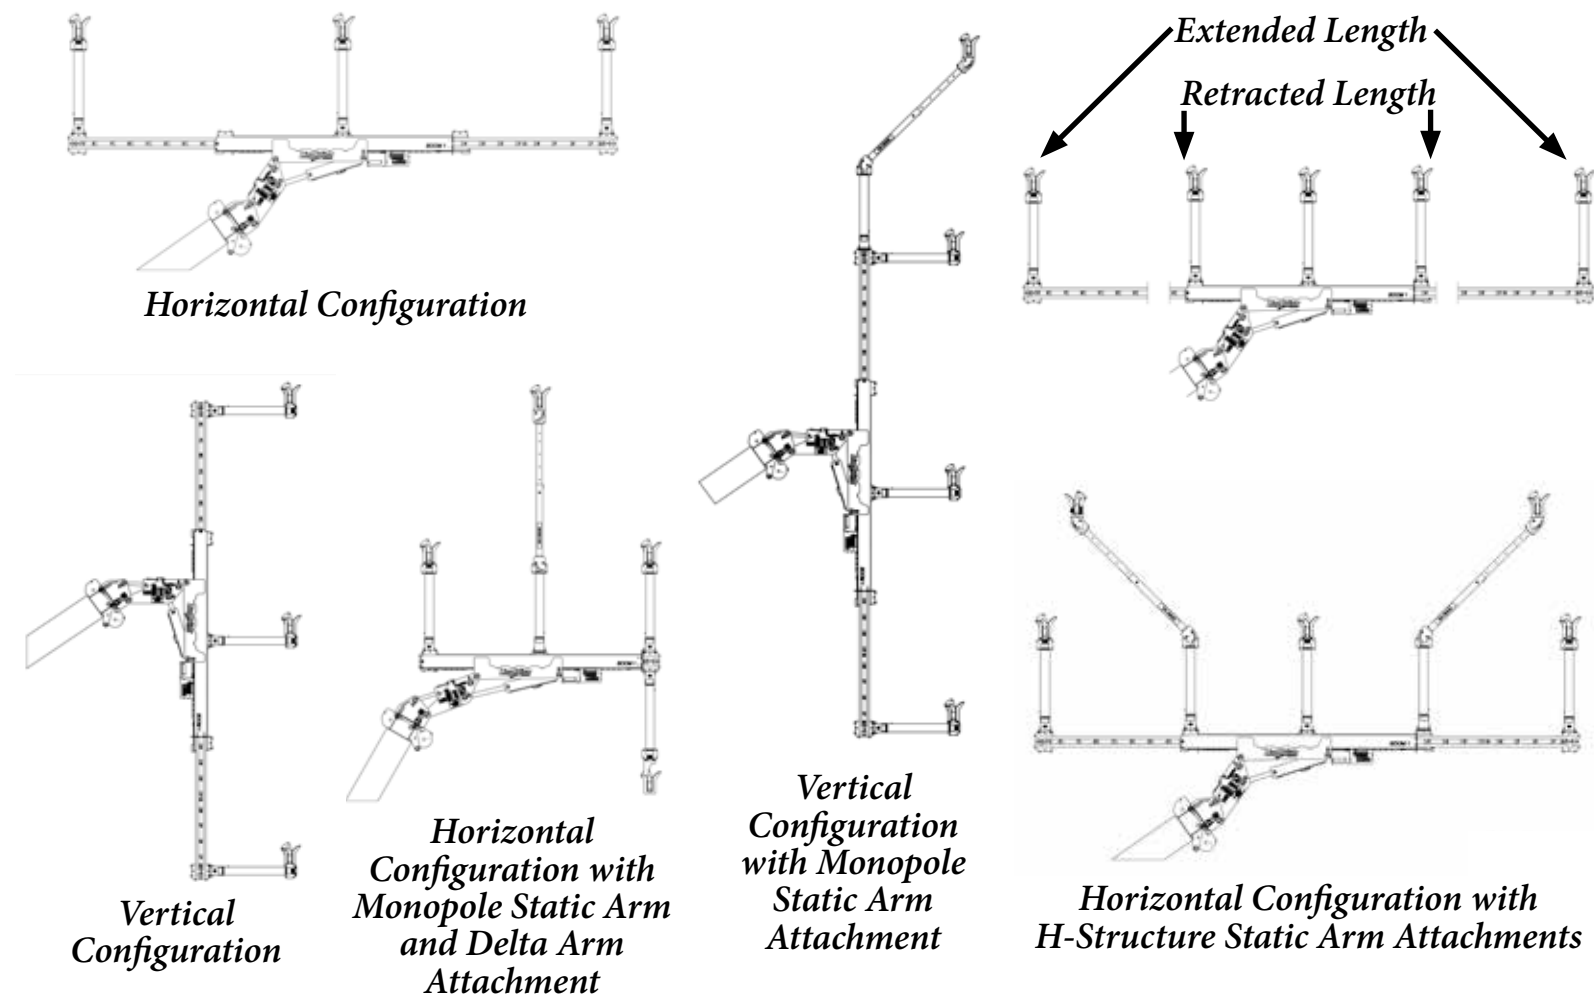 Extended Length
Retracted Length
Horizontal Configuration
Vertical
Configuration
Horizontal
Configuration with
Monopole Static Arm
and Delta Arm
Attachment
Vertical
Configuration
with Monopole
Static Arm
Attachment
Horizontal Configuration with
H-Structure Static Arm Attachments